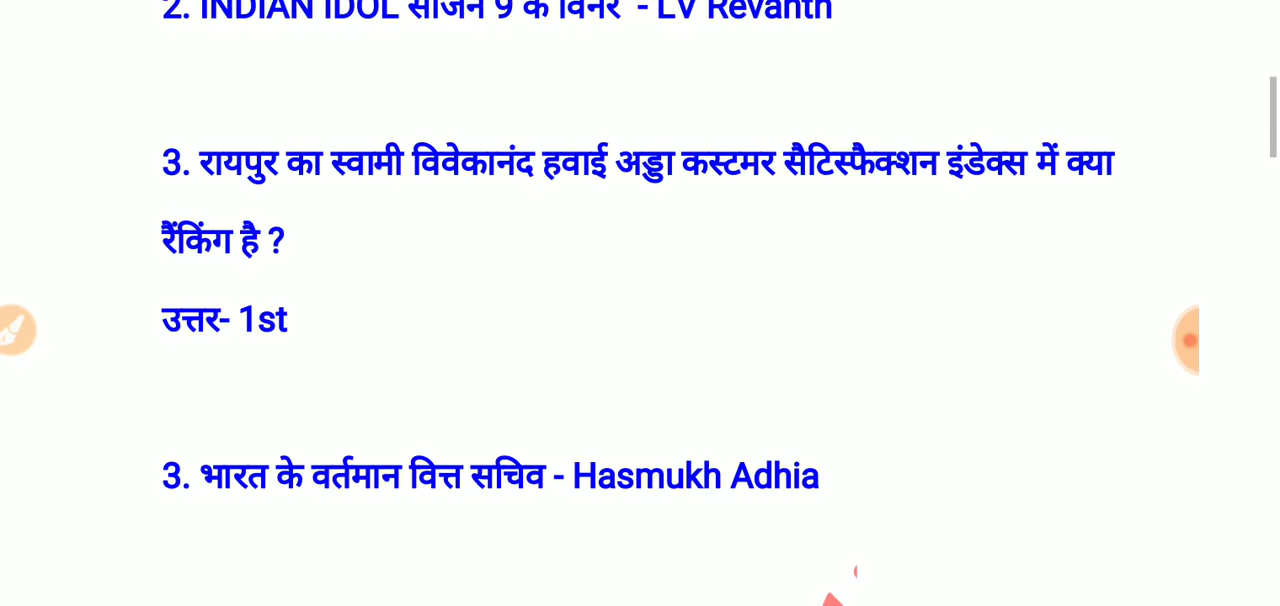 2. INDIAN IDOL सीजन 9 के विनर - LV Revanth
3. रायपुर का स्वामी विवेकानंद हवाई अड्डा कस्टमर सैटिस्फैक्शन इंडेक्स में क्या
रैंकिंग है ?
उत्तर- 1st
3. भारत के वर्तमान वित्त सचिव - Hasmukh Adhia